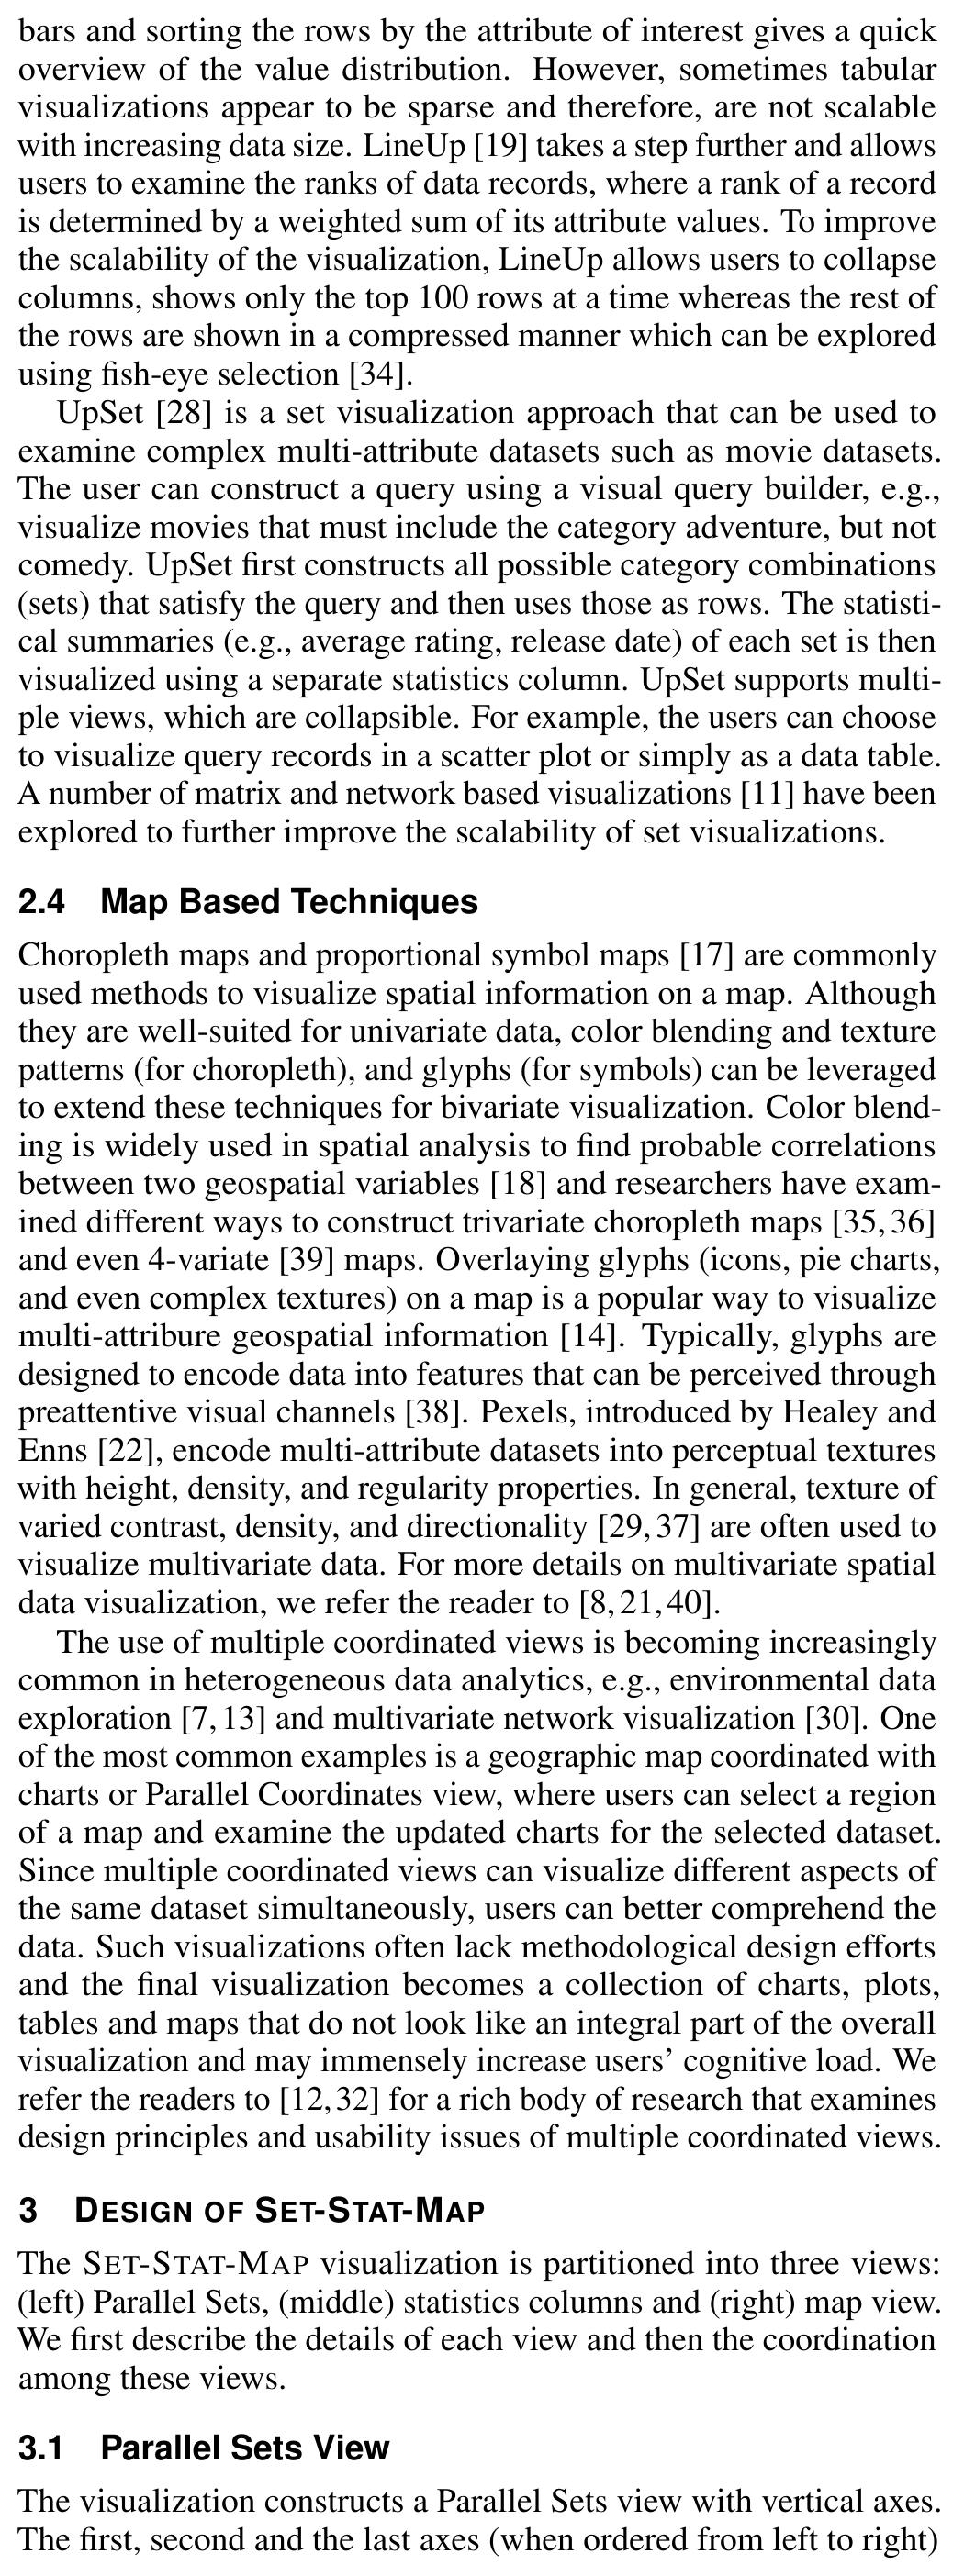 bars and sorting the rows by the attribute of interest gives a quick
overview of the value distribution. However, sometimes tabular
visualizations appear to be sparse and therefore, are not scalable
with increasing data size. LineUp [19] takes a step further and allows
users to examine the ranks of data records, where a rank of a record
is determined by a weighted sum of its attribute values. To improve
the scalability of the visualization, LineUp allows users to collapse
columns, shows only the top 100 rows at a time whereas the rest of
the rows are shown in a compressed manner which can be explored
using fish-eye selection [34].
UpSet [28] is a set visualization approach that can be used to
examine complex multi-attribute datasets such as movie datasets.
The user can construct a query using a visual query builder, e.g.,
visualize movies that must include the category adventure, but not
comedy. UpSet first constructs all possible category combinations
(sets) that satisfy the query and then uses those as rows. The statisti-
cal summaries (e.g., average rating, release date) of each set is then
visualized using a separate statistics column. UpSet supports multi-
ple views, which are collapsible. For example, the users can choose
to visualize query records in a scatter plot or simply as a data table.
A number of matrix and network based visualizations [11] have been
explored to further improve the scalability of set visualizations.
2.4 Map Based Techniques
Choropleth maps and proportional symbol maps [17] are commonly
used methods to visualize spatial information on a map. Although
they are well-suited for univariate data, color blending and texture
patterns (for choropleth), and glyphs (for symbols) can be leveraged
to extend these techniques for bivariate visualization. Color blend-
ing is widely used in spatial analysis to find probable correlations
between two geospatial variables [18] and researchers have exam-
ined different ways to construct trivariate choropleth maps [35, 36]
and even 4-variate [39] maps. Overlaying glyphs (icons, pie charts,
and even complex textures) on a map is a popular way to visualize
multi-attribure geospatial information [14]. Typically, glyphs are
designed to encode data into features that can be perceived through
preattentive visual channels [38]. Pexels, introduced by Healey and
Enns [22], encode multi-attribute datasets into perceptual textures
with height, density, and regularity properties. In general, texture of
varied contrast, density, and directionality [29, 37] are often used to
visualize multivariate data. For more details on multivariate spatial
data visualization, we refer the reader to [8, 21, 40].
The use of multiple coordinated views is becoming increasingly
common in heterogeneous data analytics, e.g., environmental data
exploration [7, 13] and multivariate network visualization [30]. One
of the most common examples is a geographic map coordinated with
charts or Parallel Coordinates view, where users can select a region
of a map and examine the updated charts for the selected dataset.
Since multiple coordinated views can visualize different aspects of
the same dataset simultaneously, users can better comprehend the
data. Such visualizations often lack methodological design efforts
and the final visualization becomes a collection of charts, plots,
tables and maps that do not look like an integral part of the overall
visualization and may immensely increase users' cognitive load. We
refer the readers to [12, 32] for a rich body of research that examines
design principles and usability issues of multiple coordinated views.
3 DESIGN OF SET-STAT-MAP
The SET-STAT-MAP visualization is partitioned into three views:
(left) Parallel Sets, (middle) statistics columns and (right) map view.
We first describe the details of each view and then the coordination
among these views.
3.1 Parallel Sets View
The visualization constructs a Parallel Sets view with vertical axes.
The first, second and the last axes (when ordered from left to right)